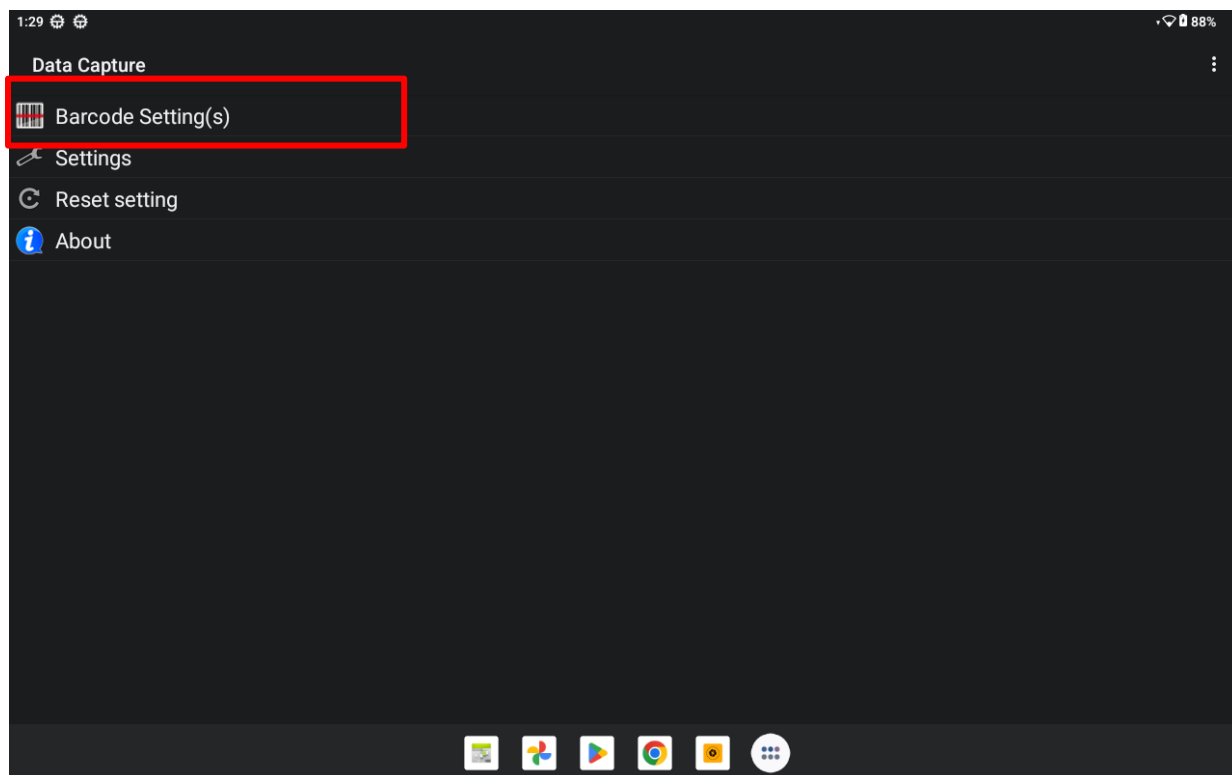 1:29
88%
Data Capture
Barcode Setting(s)
Settings
Reset setting
About